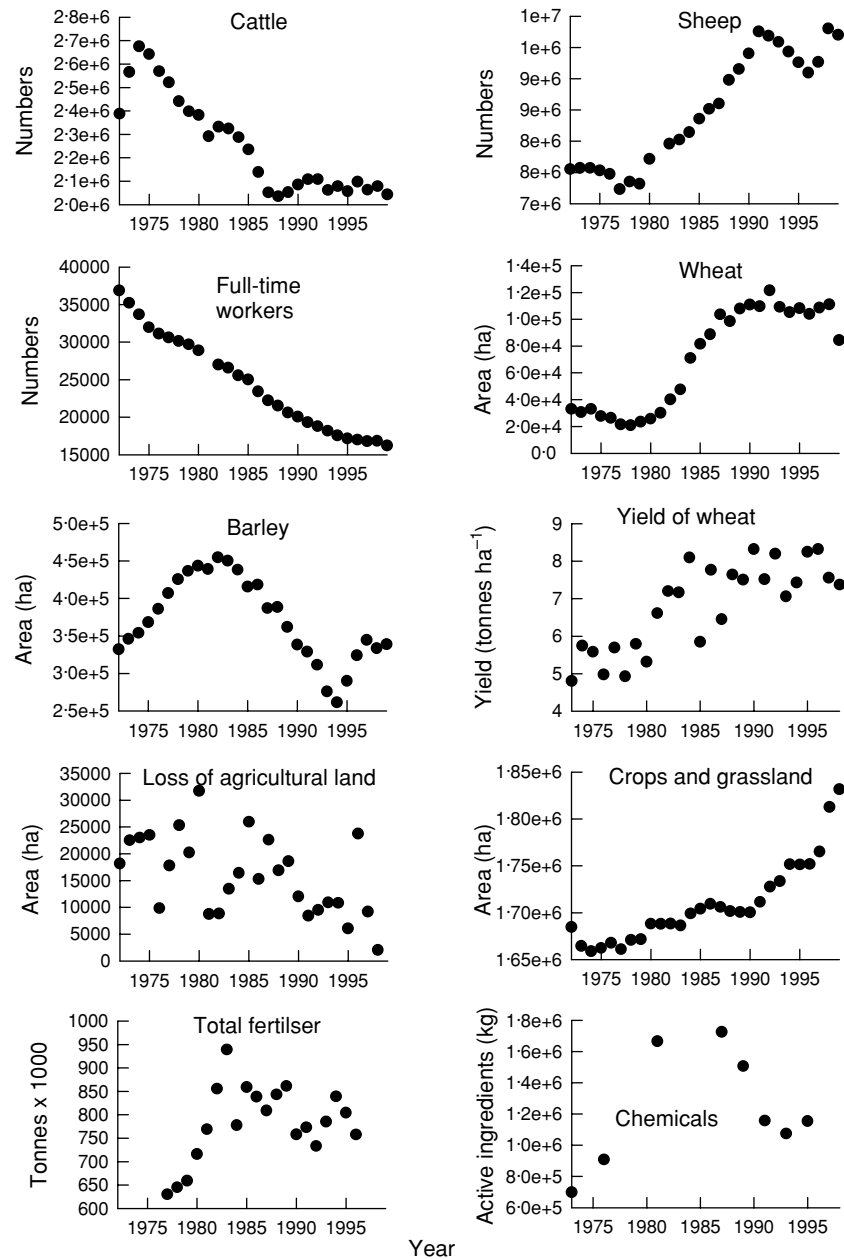 Cattle
Numbers
2·8e+6
2·7e+6
2·6e+6
2·5e+6
2·4e+6
2·3e+6
2·2e+6
2·1e+6
2·0e+6
1975 1980 1985 1990 1995
Sheep
Numbers
1e+7
1e+6
9e+6
9e+6
8e+6
8e+6
7e+6
1975 1980 1985 1990 1995
Full-time
workers
Numbers
40000
35000
30000
25000
20000
15000
1975 1980 1985 1990 1995
Wheat
Area (ha)
1·4e+5
1·2e+5
1·0e+5
8·0e+4
6·0e+4
4·0e+4
2·0e+4
0·0
1975 1980 1985 1990 1995
Barley
Area (ha)
5·0e+5
4·5e+5
4·0e+5
3·5e+5
3·0e+5
2·5e+5
1975 1980 1985 1990 1995
Yield of wheat
Yield (tonnes ha⁻¹)
9
8
7
6
5
4
1975 1980 1985 1990 1995
Loss of agricultural land
Area (ha)
35000
30000
25000
20000
15000
10000
5000
0
1975 1980 1985 1990 1995
Crops and grassland
Area (ha)
1·85e+6
1·80e+6
1·75e+6
1·70e+6
1·65e+6
1975 1980 1985 1990 1995
Total fertilser
Tonnes x 1000
1000
950
900
850
800
750
700
650
600
1975 1980 1985 1990 1995
Chemicals
Active ingredients (kg)
1·8e+6
1·6e+6
1·4e+6
1·2e+6
1·0e+6
8·0e+5
6·0e+5
1975 1980 1985 1990 1995
Year